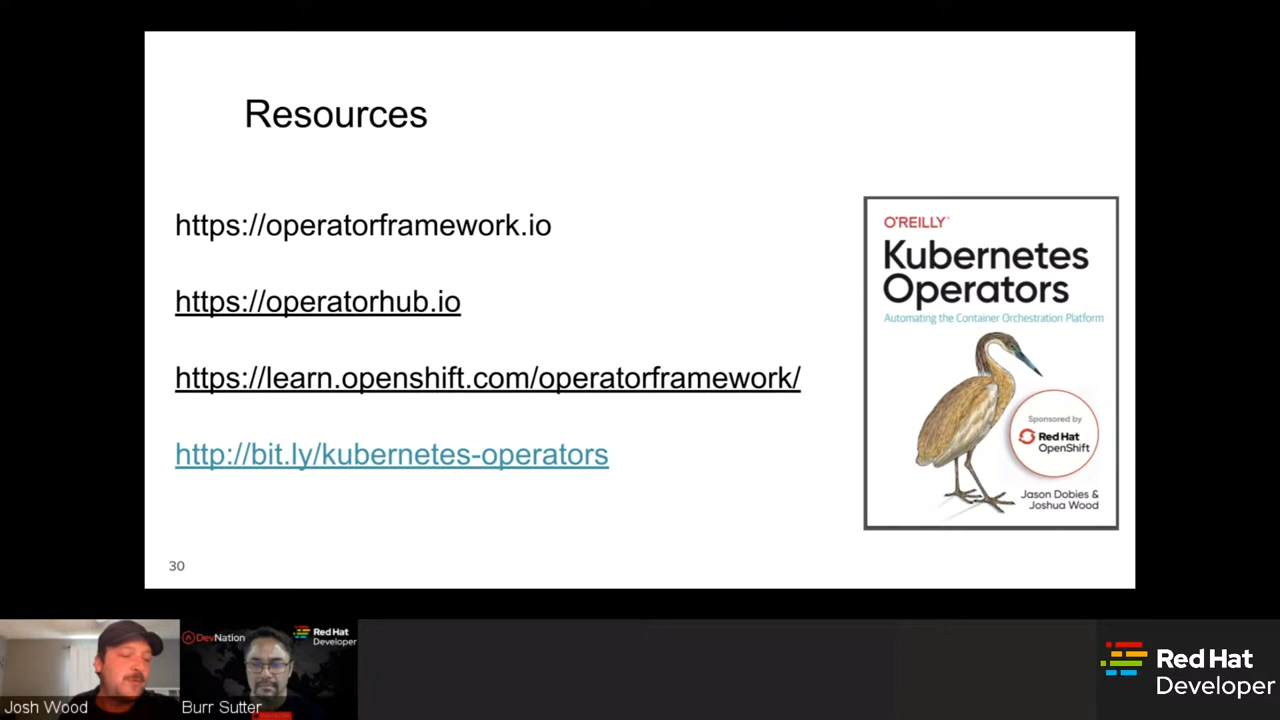 Resources
https://operatorframework.io
https://operatorhub.io
https://learn.openshift.com/operatorframework/
http://bit.ly/kubernetes-operators
30
O'REILLY
Kubernetes
Operators
Automating the Container Orchestration Platform
Sponsored by
Red Hat
OpenShift
Jason Dobies &
Joshua Wood
Josh Wood
DevNation
Red Hat
Developer
Burr Sutter
Red Hat
Developer